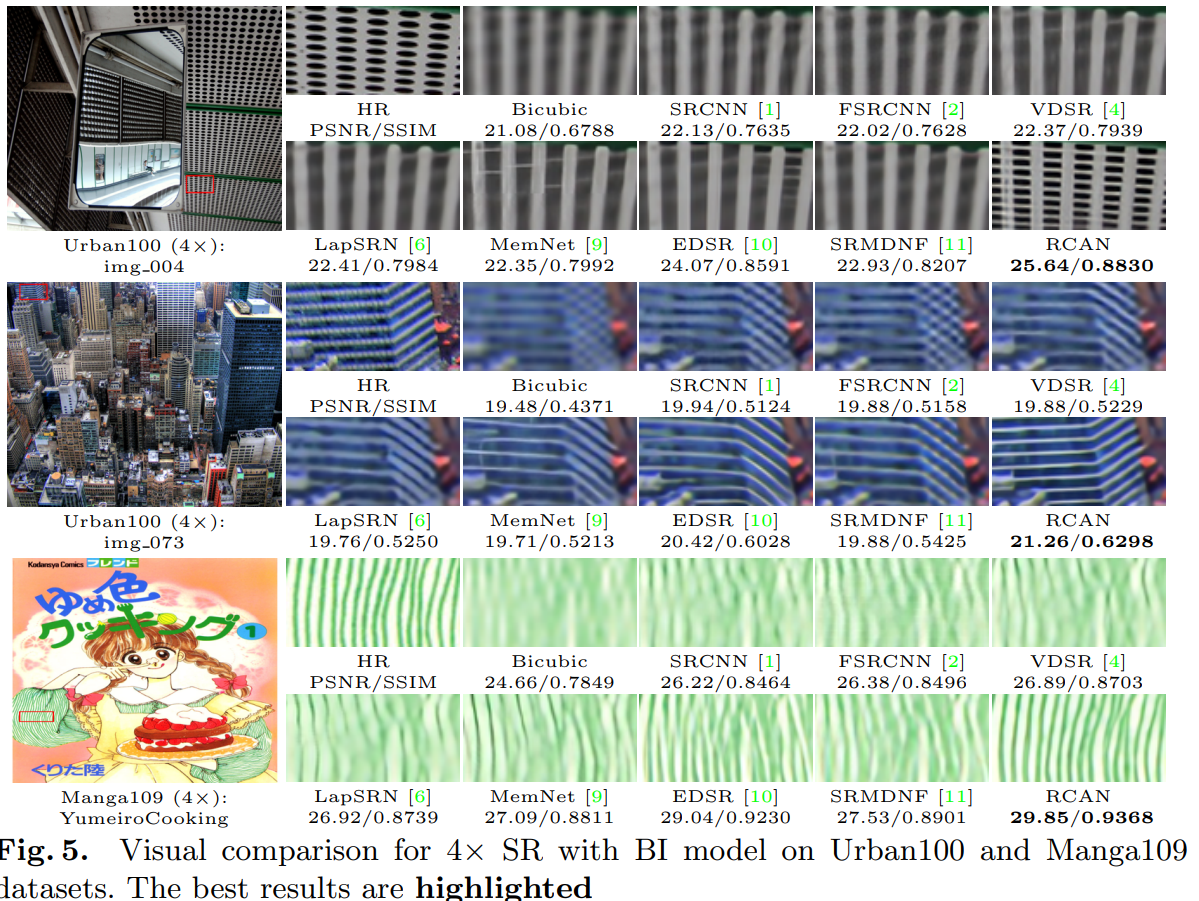 HR
PSNR/SSIM
Bicubic
21.08/0.6788
SRCNN [1]
22.13/0.7635
FSRCNN [2]
22.02/0.7628
VDSR [4]
22.37/0.7939
Urban100 (4×):
img_004
LapSRN [6]
22.41/0.7984
MemNet [9]
22.35/0.7992
EDSR [10]
24.07/0.8591
SRMDNF [11]
22.93/0.8207
RCAN
25.64/0.8830
HR
PSNR/SSIM
Bicubic
19.48/0.4371
SRCNN [1]
19.94/0.5124
FSRCNN [2]
19.88/0.5158
VDSR [4]
19.88/0.5229
Urban100 (4×):
img_073
LapSRN [6]
19.76/0.5250
MemNet [9]
19.71/0.5213
EDSR [10]
20.42/0.6028
SRMDNF [11]
19.88/0.5425
RCAN
21.26/0.6298
Kodansya Comics フレンド
ゆめ色
クッキング 1
くりた陸
HR
PSNR/SSIM
Bicubic
24.66/0.7849
SRCNN [1]
26.22/0.8464
FSRCNN [2]
26.38/0.8496
VDSR [4]
26.89/0.8703
Manga109 (4×):
YumeiroCooking
LapSRN [6]
26.92/0.8739
MemNet [9]
27.09/0.8811
EDSR [10]
29.04/0.9230
SRMDNF [11]
27.53/0.8901
RCAN
29.85/0.9368
Fig. 5. Visual comparison for 4× SR with BI model on Urban100 and Manga109
datasets. The best results are highlighted